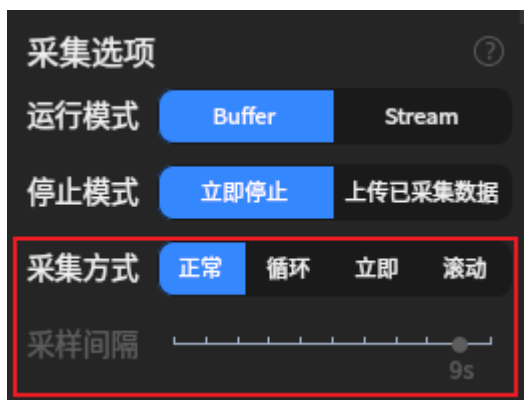 采集选项 ?
运行模式 Buffer Stream
停止模式 立即停止 上传已采集数据
采集方式 正常 循环 立即 滚动
采样间隔
9s